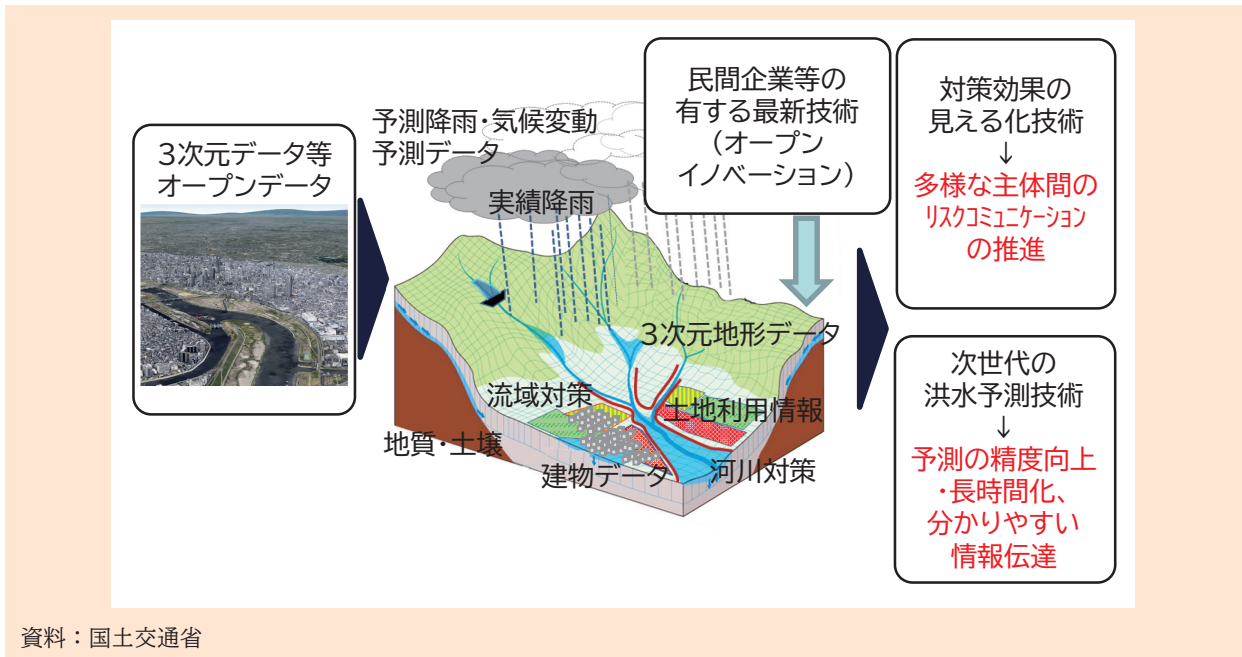 3次元データ等
オープンデータ
予測降雨・気候変動
予測データ
実績降雨
民間企業等の
有する最新技術
（オープン
イノベーション）
3次元地形データ
流域対策
土地利用情報
地質・土壌
建物データ
河川対策
対策効果の
見える化技術
↓
多様な主体間の
リスクコミュニケーション
の推進
次世代の
洪水予測技術
↓
予測の精度向上
・長時間化、
分かりやすい
情報伝達
資料：国土交通省